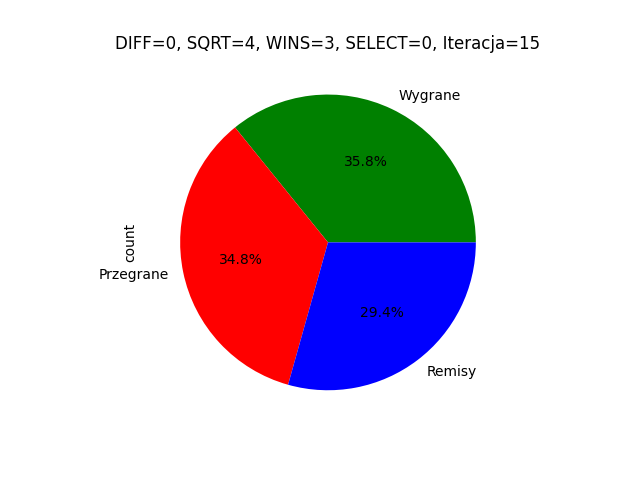 DIFF=0, SQRT=4, WINS=3, SELECT=0, Iteracja=15
Wygrane
35.8%
count
34.8%
Przegrane
29.4%
Remisy